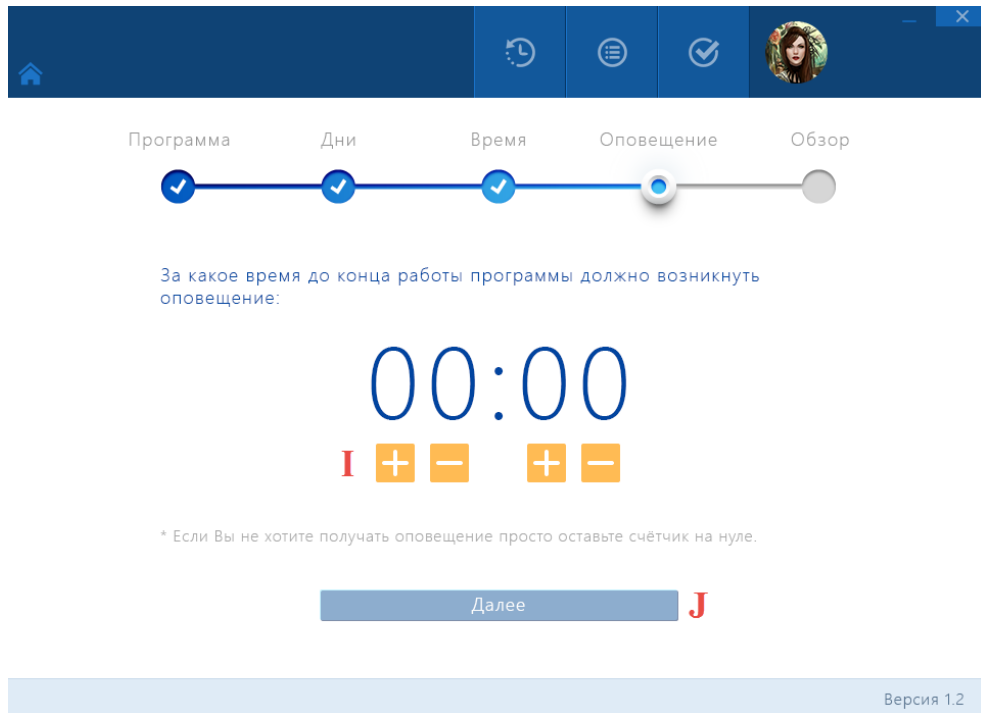 Программа Дни Время Оповещение Обзор
За какое время до конца работы программы должно возникнуть
оповещение:
00:00
I + − + −
* Если Вы не хотите получать оповещение просто оставьте счётчик на нуле.
Далее J
Версия 1.2